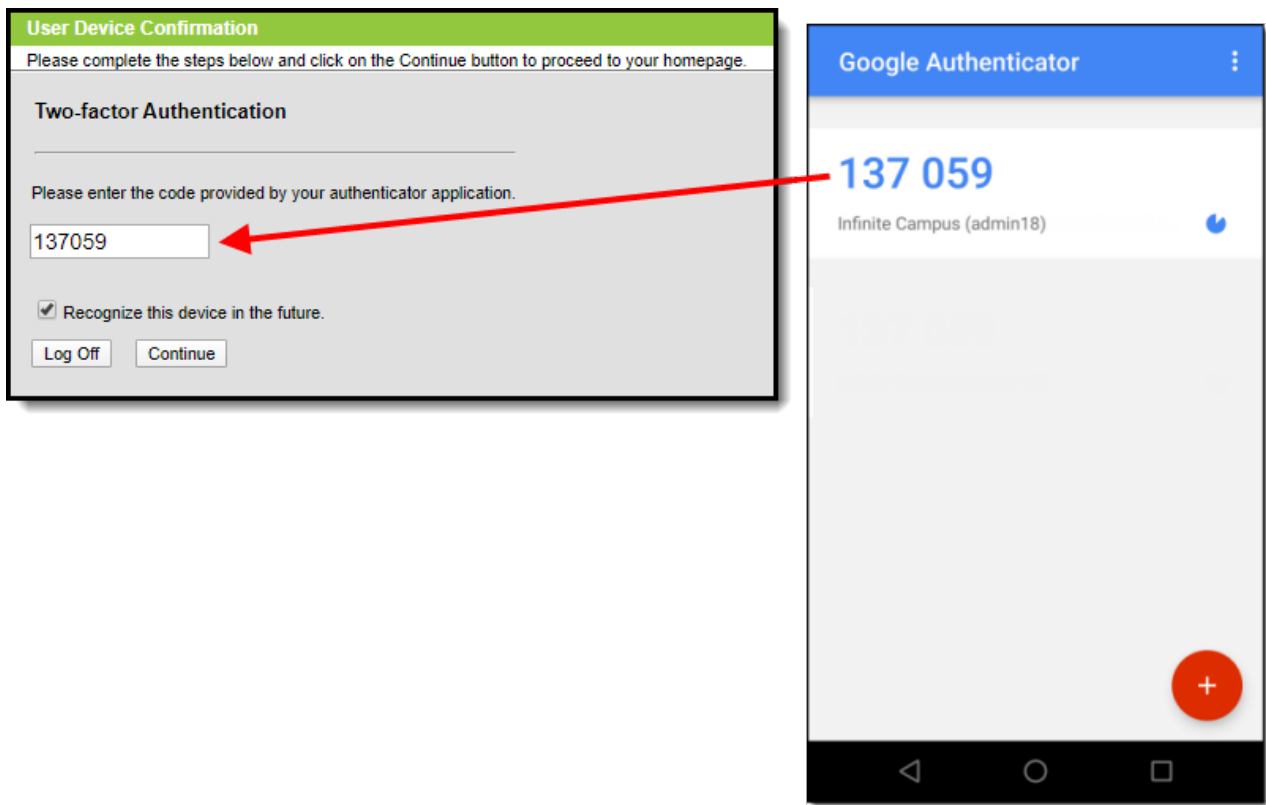 User Device Confirmation
Please complete the steps below and click on the Continue button to proceed to your homepage.
Two-factor Authentication
Please enter the code provided by your authenticator application.
137059
Recognize this device in the future.
Log Off
Continue
Google Authenticator
137 059
Infinite Campus (admin18)